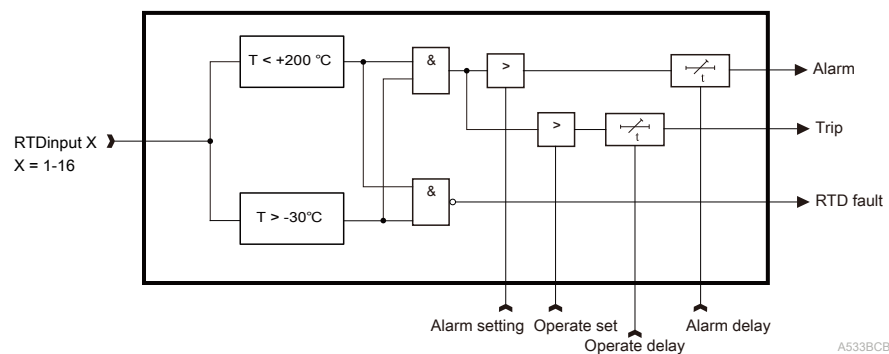 T < +200 °C
&
>
t
Alarm
RTDinput X
X = 1-16
>
t
Trip
T > -30°C
&
RTD fault
Alarm setting
Operate set
Operate delay
Alarm delay
A533BCB